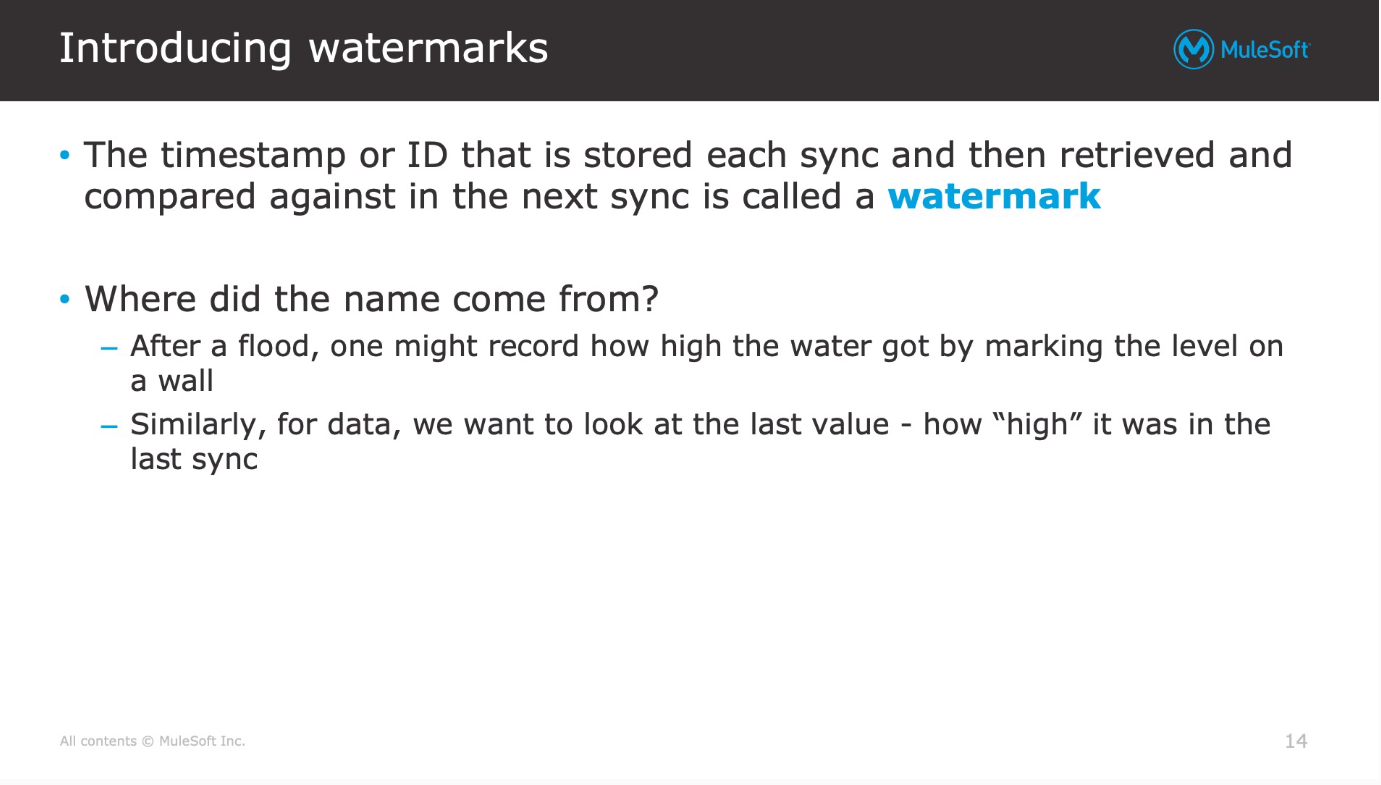 Introducing watermarks
MuleSoft
• The timestamp or ID that is stored each sync and then retrieved and
compared against in the next sync is called a watermark
• Where did the name come from?
– After a flood, one might record how high the water got by marking the level on
a wall
– Similarly, for data, we want to look at the last value - how “high” it was in the
last sync
All contents © MuleSoft Inc.
14